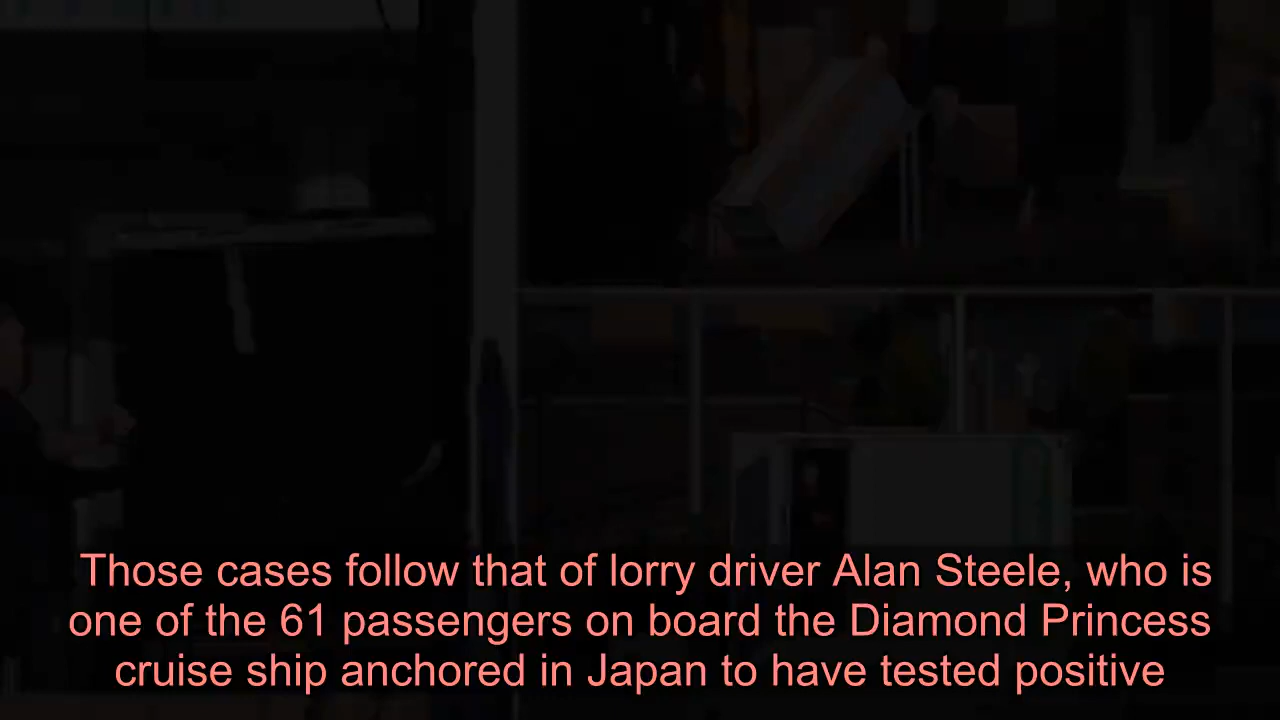 Those cases follow that of lorry driver Alan Steele, who is
one of the 61 passengers on board the Diamond Princess
cruise ship anchored in Japan to have tested positive